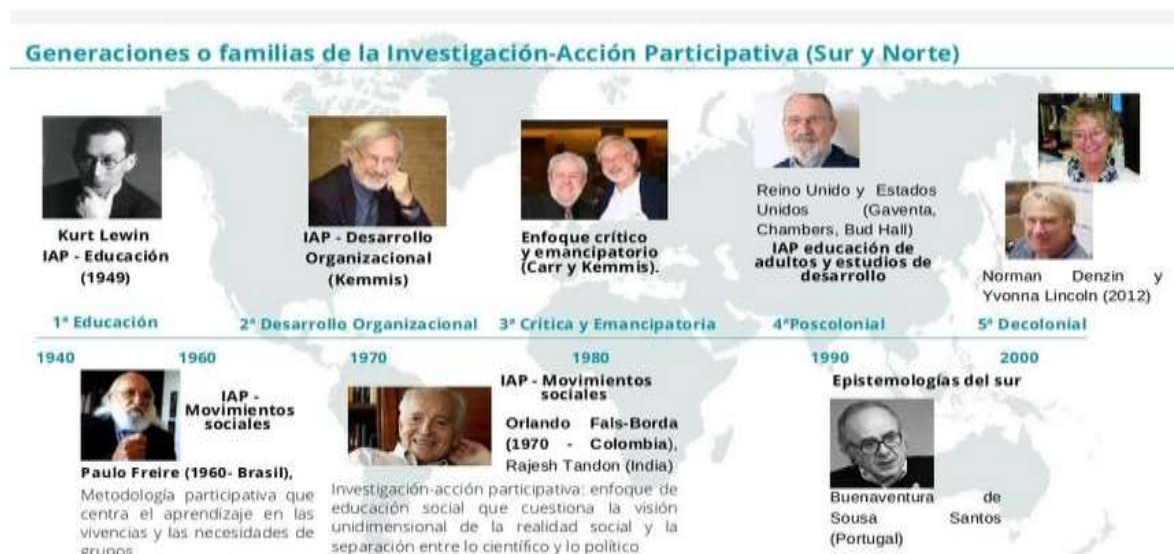 Generaciones o familias de la Investigación-Acción Participativa (Sur y Norte)
Kurt Lewin
IAP - Educación
(1949)
IAP - Desarrollo
Organizacional
(Kemmis)
Enfoque crítico
y emancipatorio
(Carr y Kemmis).
Reino Unido y Estados
Unidos (Gaventa,
Chambers, Bud Hall)
IAP educación de
adultos y estudios de
desarrollo
Norman Denzin y
Yvonna Lincoln (2012)
1ª Educación
2ª Desarrollo Organizacional
3ª Crítica y Emancipatoria
4ªPoscolonial
5ª Decolonial
1940
1960
1970
1980
1990
2000
IAP -
Movimientos
sociales
Paulo Freire (1960- Brasil),
Metodología participativa que
centra el aprendizaje en las
vivencias y las necesidades de
grupos
IAP - Movimientos
sociales
Orlando Fals-Borda
(1970 - Colombia),
Rajesh Tandon (India)
Investigación-acción participativa: enfoque de
educación social que cuestiona la visión
unidimensional de la realidad social y la
separación entre lo científico y lo político
Epistemologías del sur
Buenaventura de
Sousa Santos
(Portugal)